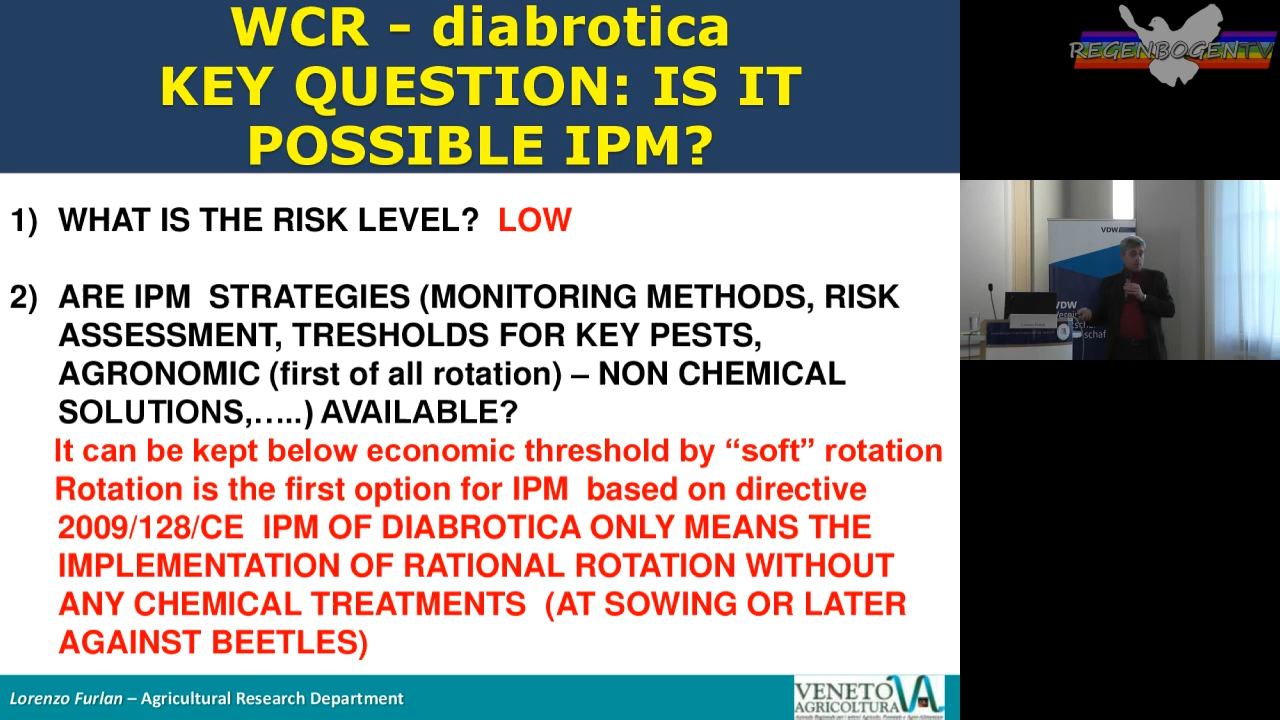 WCR - diabrotica
KEY QUESTION: IS IT
POSSIBLE IPM?
1) WHAT IS THE RISK LEVEL? LOW
2) ARE IPM STRATEGIES (MONITORING METHODS, RISK
ASSESSMENT, TRESHOLDS FOR KEY PESTS,
AGRONOMIC (first of all rotation) – NON CHEMICAL
SOLUTIONS,…..) AVAILABLE?
It can be kept below economic threshold by “soft” rotation
Rotation is the first option for IPM based on directive
2009/128/CE IPM OF DIABROTICA ONLY MEANS THE
IMPLEMENTATION OF RATIONAL ROTATION WITHOUT
ANY CHEMICAL TREATMENTS (AT SOWING OR LATER
AGAINST BEETLES)
Lorenzo Furlan – Agricultural Research Department
VENETO
AGRICOLTURA
REGENBOGENTV
VDW
VDW